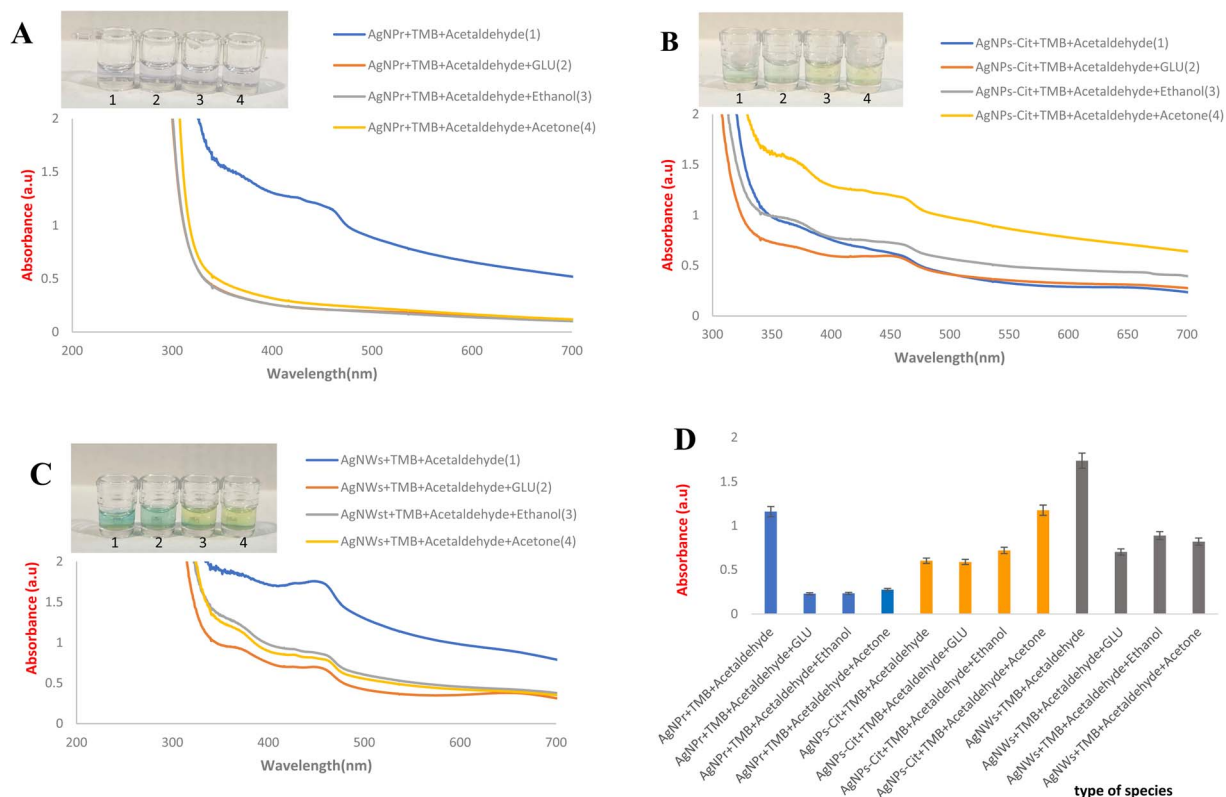 A
1 2 3 4
AgNPr+TMB+Acetaldehyde(1)
AgNPr+TMB+Acetaldehyde+GLU(2)
AgNPr+TMB+Acetaldehyde+Ethanol(3)
AgNPr+TMB+Acetaldehyde+Acetone(4)
Absorbance (a.u)
2
1.5
1
0.5
0
200 300 400 500 600 700
Wavelength(nm)
B
1 2 3 4
AgNPs-Cit+TMB+Acetaldehyde(1)
AgNPs-Cit+TMB+Acetaldehyde+GLU(2)
AgNPs-Cit+TMB+Acetaldehyde+Ethanol(3)
AgNPs-Cit+TMB+Acetaldehyde+Acetone(4)
Absorbance (a.u)
2
1.5
1
0.5
0
300 350 400 450 500 550 600 650 700
Wavelength(nm)
C
1 2 3 4
AgNWs+TMB+Acetaldehyde(1)
AgNWs+TMB+Acetaldehyde+GLU(2)
AgNWst+TMB+Acetaldehyde+Ethanol(3)
AgNWs+TMB+Acetaldehyde+Acetone(4)
Absorbance (a.u)
2
1.5
1
0.5
0
200 300 400 500 600 700
Wavelength(nm)
D
Absorbance (a.u)
2
1.5
1
0.5
0
AgNPr+TMB+Acetaldehyde
AgNPr+TMB+Acetaldehyde+GLU
AgNPr+TMB+Acetaldehyde+Ethanol
AgNPr+TMB+Acetaldehyde+Acetone
AgNPs-Cit+TMB+Acetaldehyde
AgNPs-Cit+TMB+Acetaldehyde+GLU
AgNPs-Cit+TMB+Acetaldehyde+Ethanol
AgNPs-Cit+TMB+Acetaldehyde+Acetone
AgNWs+TMB+Acetaldehyde
AgNWs+TMB+Acetaldehyde+GLU
AgNWs+TMB+Acetaldehyde+Ethanol
AgNWs+TMB+Acetaldehyde+Acetone
type of species